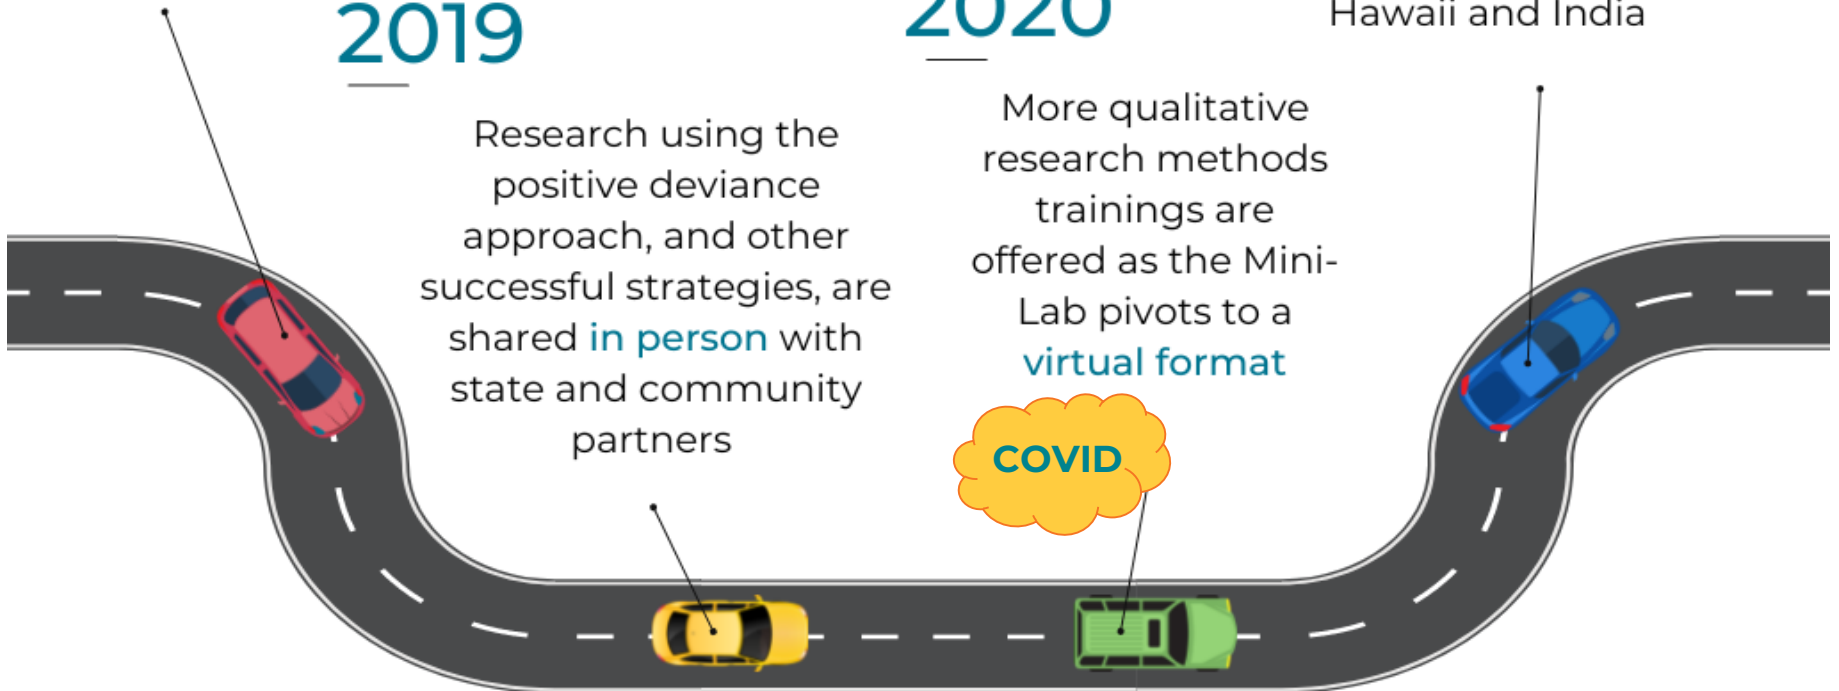 2019
Research using the
positive deviance
approach, and other
successful strategies, are
shared in person with
state and community
partners
2020
More qualitative
research methods
trainings are
offered as the Mini-
Lab pivots to a
virtual format
COVID
Hawaii and India